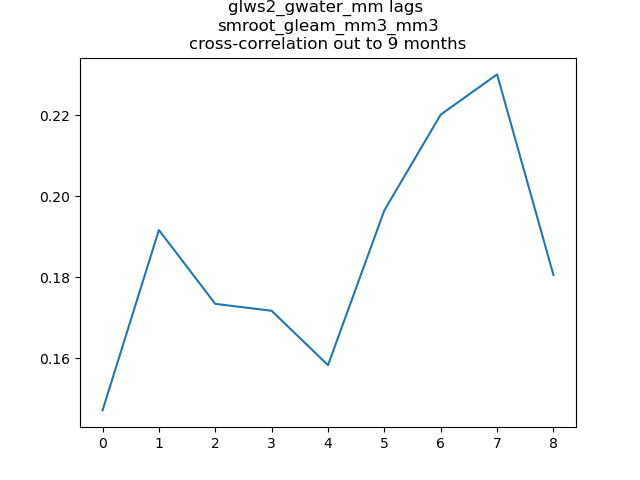 glws2_gwater_mm lags
smroot_gleam_mm3_mm3
cross-correlation out to 9 months
0.22
0.20
0.18
0.16
0 1 2 3 4 5 6 7 8